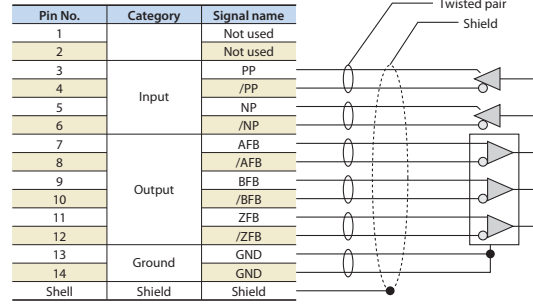 Twisted pair
Pin No. Category Signal name
Shield
1 Not used
2 Not used
3 PP
4 /PP
Input
5 NP
6 /NP
7 AFB
8 /AFB
9 BFB
Output
10 /BFB
11 ZFB
12 /ZFB
13 GND
Ground
14 GND
Shell Shield Shield